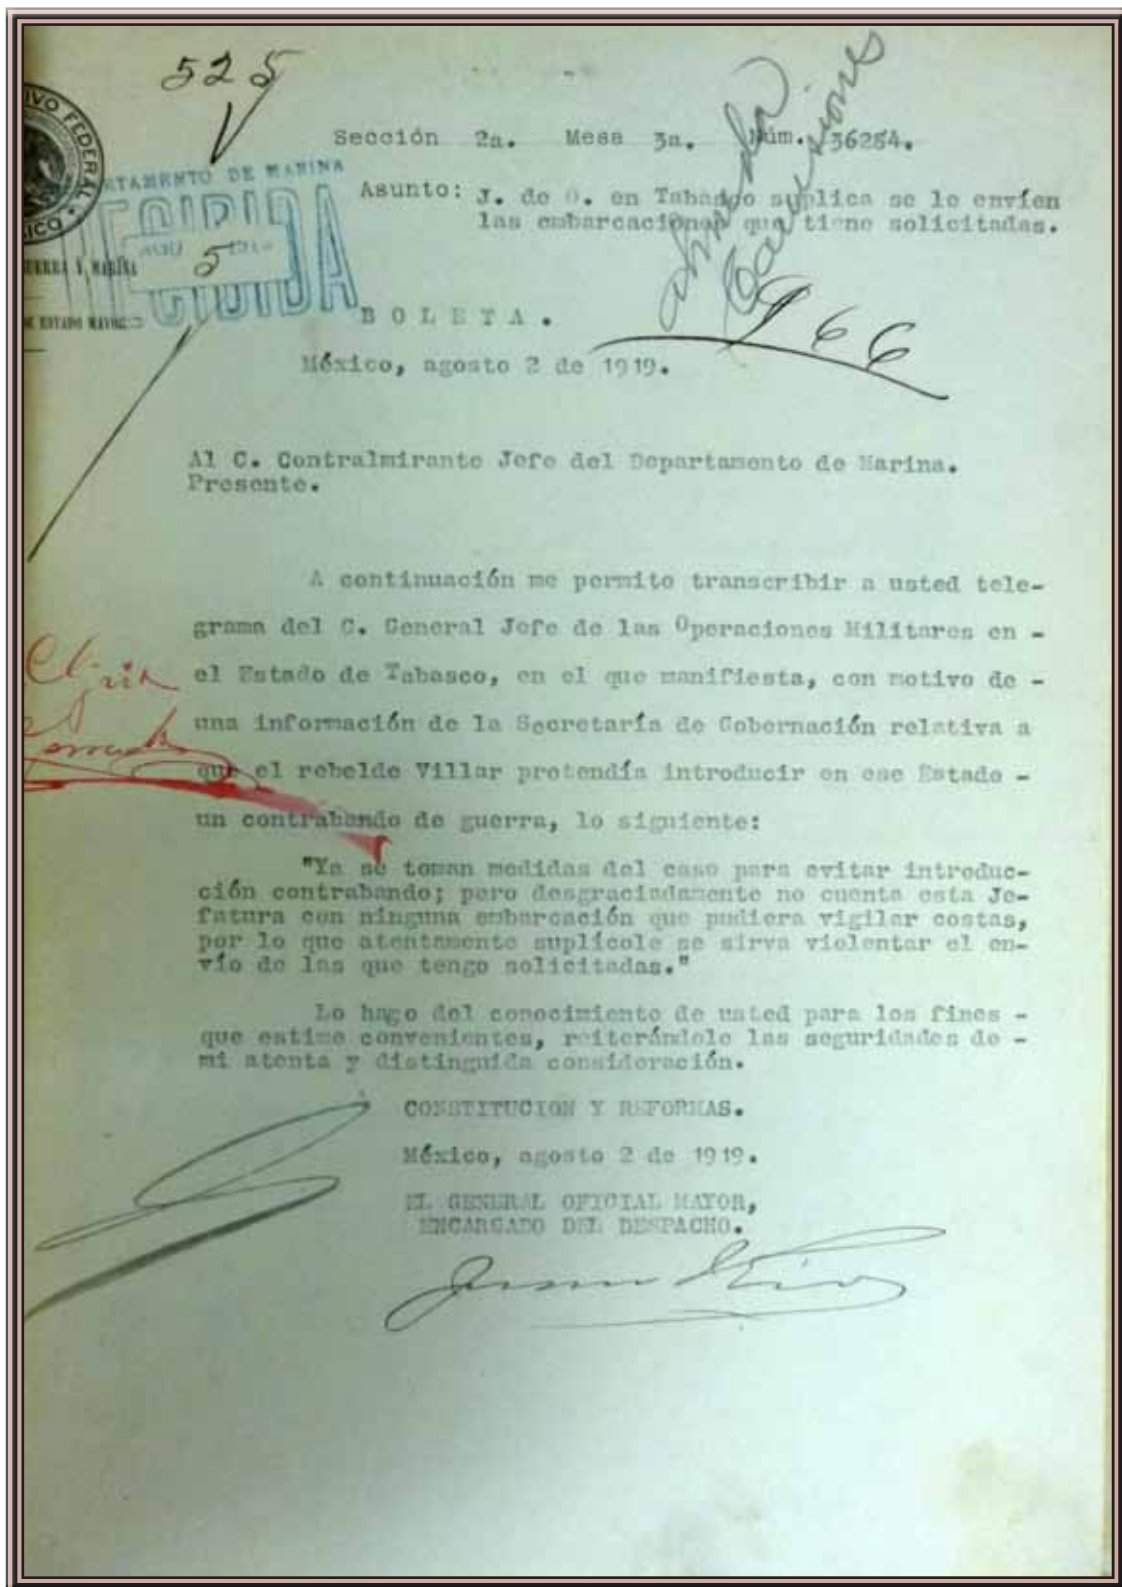 525
Sección 2a. Mesa 3a. Núm. 36284.
DEPARTAMENTO DE MARINA
RECIBIDA
5
Asunto: J. de O. en Tabasco suplica se le envíen
las embarcaciones que tiene solicitadas.
GUERRA Y MARINA
DE ESTADO MAYOR
966
BOLETA.
México, agosto 2 de 1919.
Al C. Contralmirante Jefe del Departamento de Marina.
Presente.
A continuación me permito transcribir a usted tele-
grama del C. General Jefe de las Operaciones Militares en -
el Estado de Tabasco, en el que manifiesta, con motivo de -
una información de la Secretaría de Gobernación relativa a
que el rebelde Villar pretendía introducir en ese Estado -
un contrabando de guerra, lo siguiente:
"Ya se toman medidas del caso para evitar introduc-
ción contrabando; pero desgraciadamente no cuenta esta Je-
fatura con ninguna embarcación que pudiera vigilar costas,
por lo que atentamente suplícole se sirva violentar el en-
vío de las que tengo solicitadas."
Lo hago del conocimiento de usted para los fines -
que estime convenientes, reiterándole las seguridades de -
mi atenta y distinguida consideración.
CONSTITUCION Y REFORMAS.
México, agosto 2 de 1919.
EL GENERAL OFICIAL MAYOR,
ENCARGADO DEL DESPACHO.